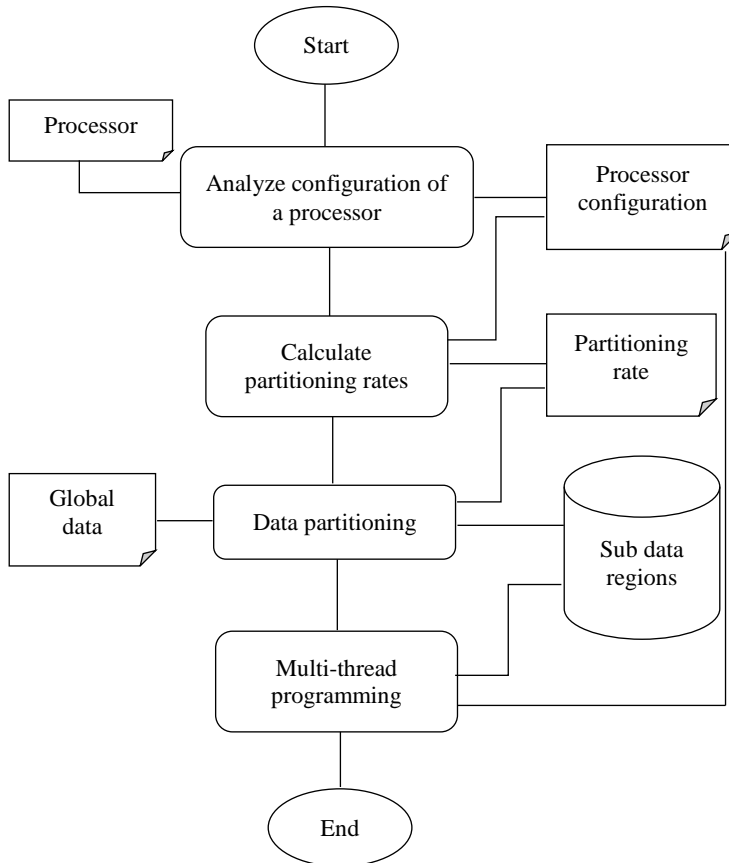 Start
Processor
Analyze configuration of
a processor
Processor
configuration
Calculate
partitioning rates
Partitioning
rate
Global
data
Data partitioning
Sub data
regions
Multi-thread
programming
End